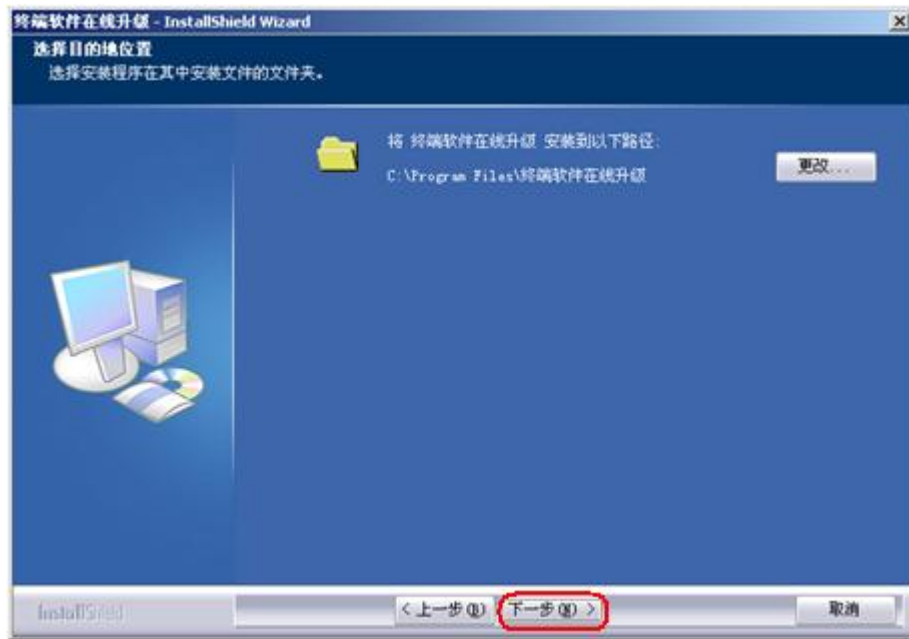 终端软件在线升级 - InstallShield Wizard
选择目的地位置
选择安装程序在其中安装文件的文件夹。
将 终端软件在线升级 安装到以下路径:
C:\Program Files\终端软件在线升级
更改...
InstallShield
< 上一步(B)
下一步(N) >
取消